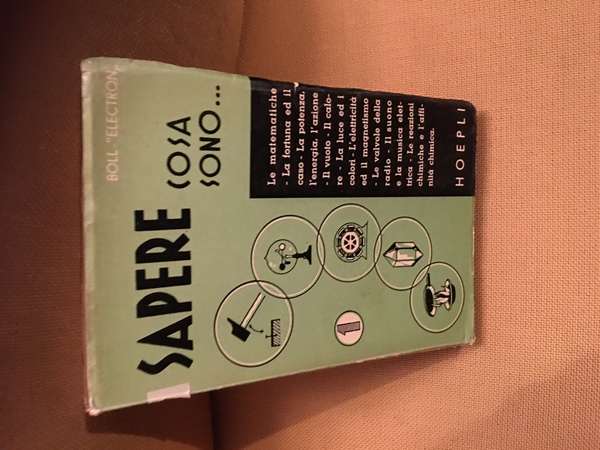 BOLL - "ELECTRON"
SAPERE
COSA
SONO...
Le matematiche
- La fortuna ed il
caso - La potenza,
l'energia, l'azione
- Il vuoto - Il calo-
re - La luce ed i
colori - L'elettricità
ed il magnetismo
- Le valvole della
radio - Il suono
e la musica elet-
trica - Le reazioni
chimiche e l'affi-
nità chimica.
HOEPLI
1